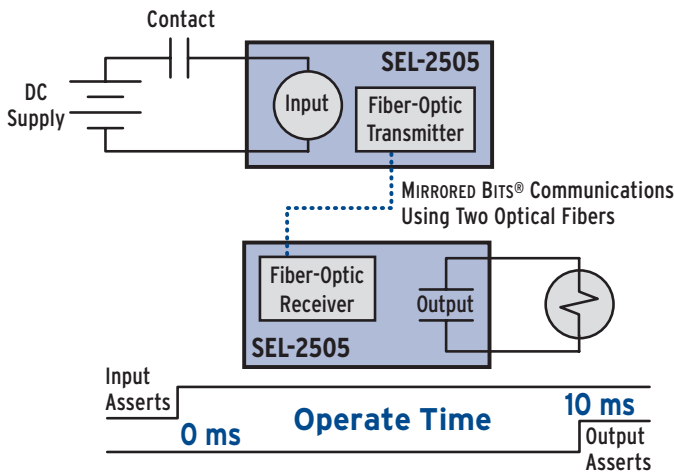 Contact
SEL-2505
DC
Supply
Input
Fiber-Optic
Transmitter
MIRRORED BITS® Communications
Using Two Optical Fibers
Fiber-Optic
Receiver
Output
SEL-2505
Input
Asserts
0 ms
Operate Time
10 ms
Output
Asserts